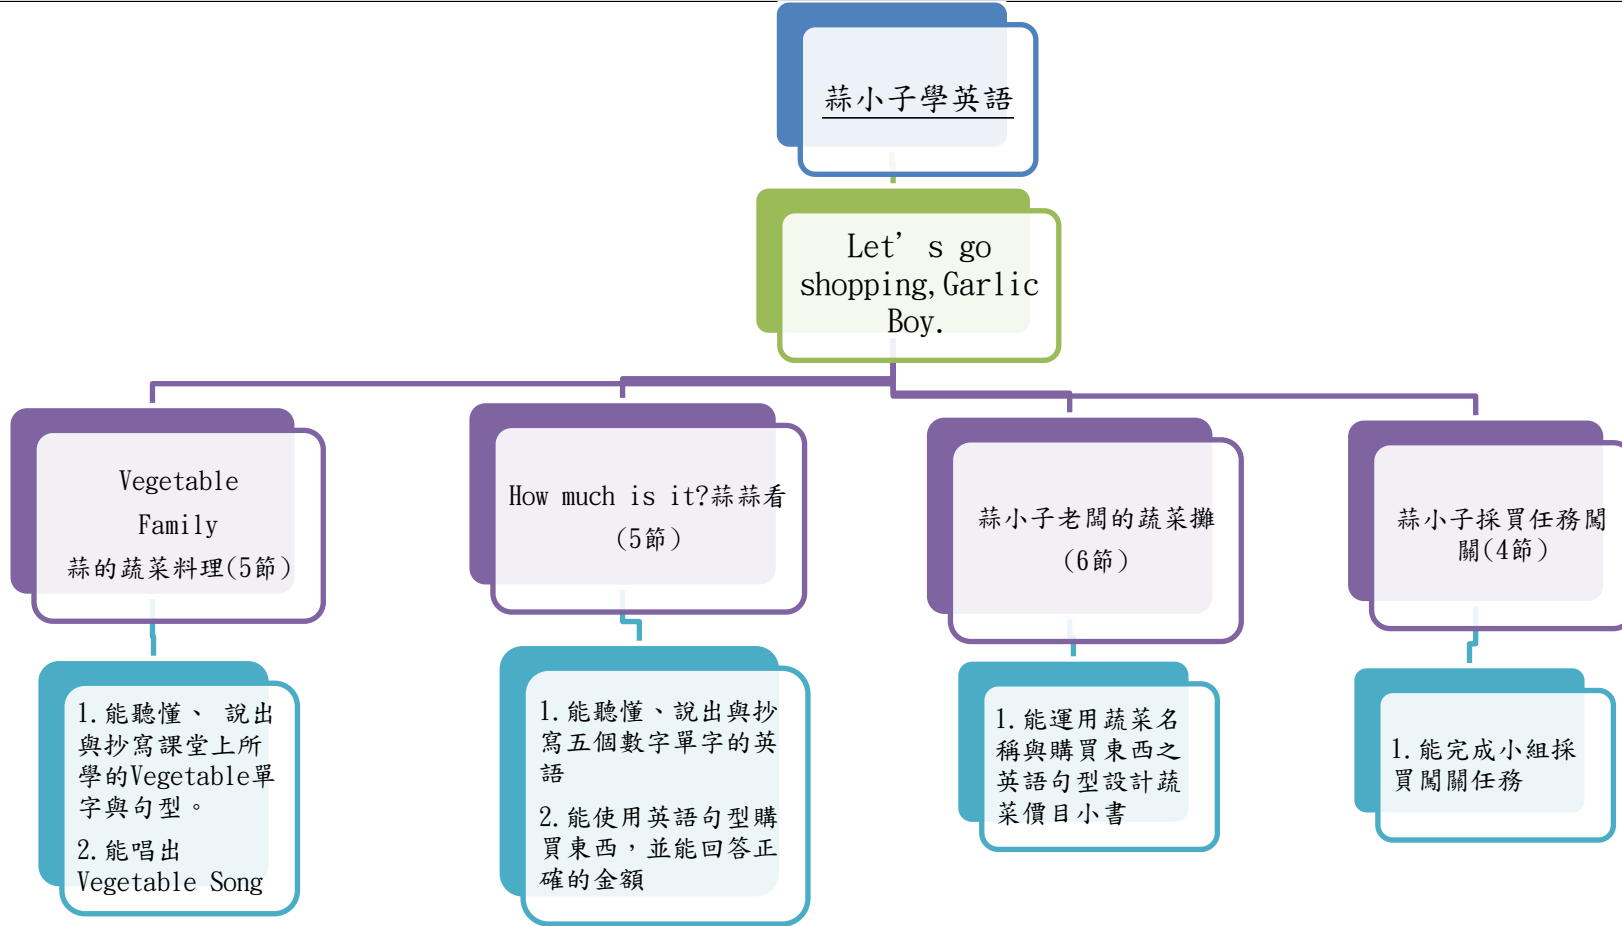 蒜小子學英語
Let’s go
shopping,Garlic
Boy.
Vegetable
Family
蒜的蔬菜料理(5節)
How much is it?蒜蒜看
(5節)
蒜小子老闆的蔬菜攤
(6節)
蒜小子採買任務闖
關(4節)
1.能聽懂、 說出
與抄寫課堂上所
學的Vegetable單
字與句型。
2.能唱出
Vegetable Song
1.能聽懂、說出與抄
寫五個數字單字的英
語
2.能使用英語句型購
買東西，並能回答正
確的金額
1.能運用蔬菜名
稱與購買東西之
英語句型設計蔬
菜價目小書
1.能完成小組採
買闖關任務